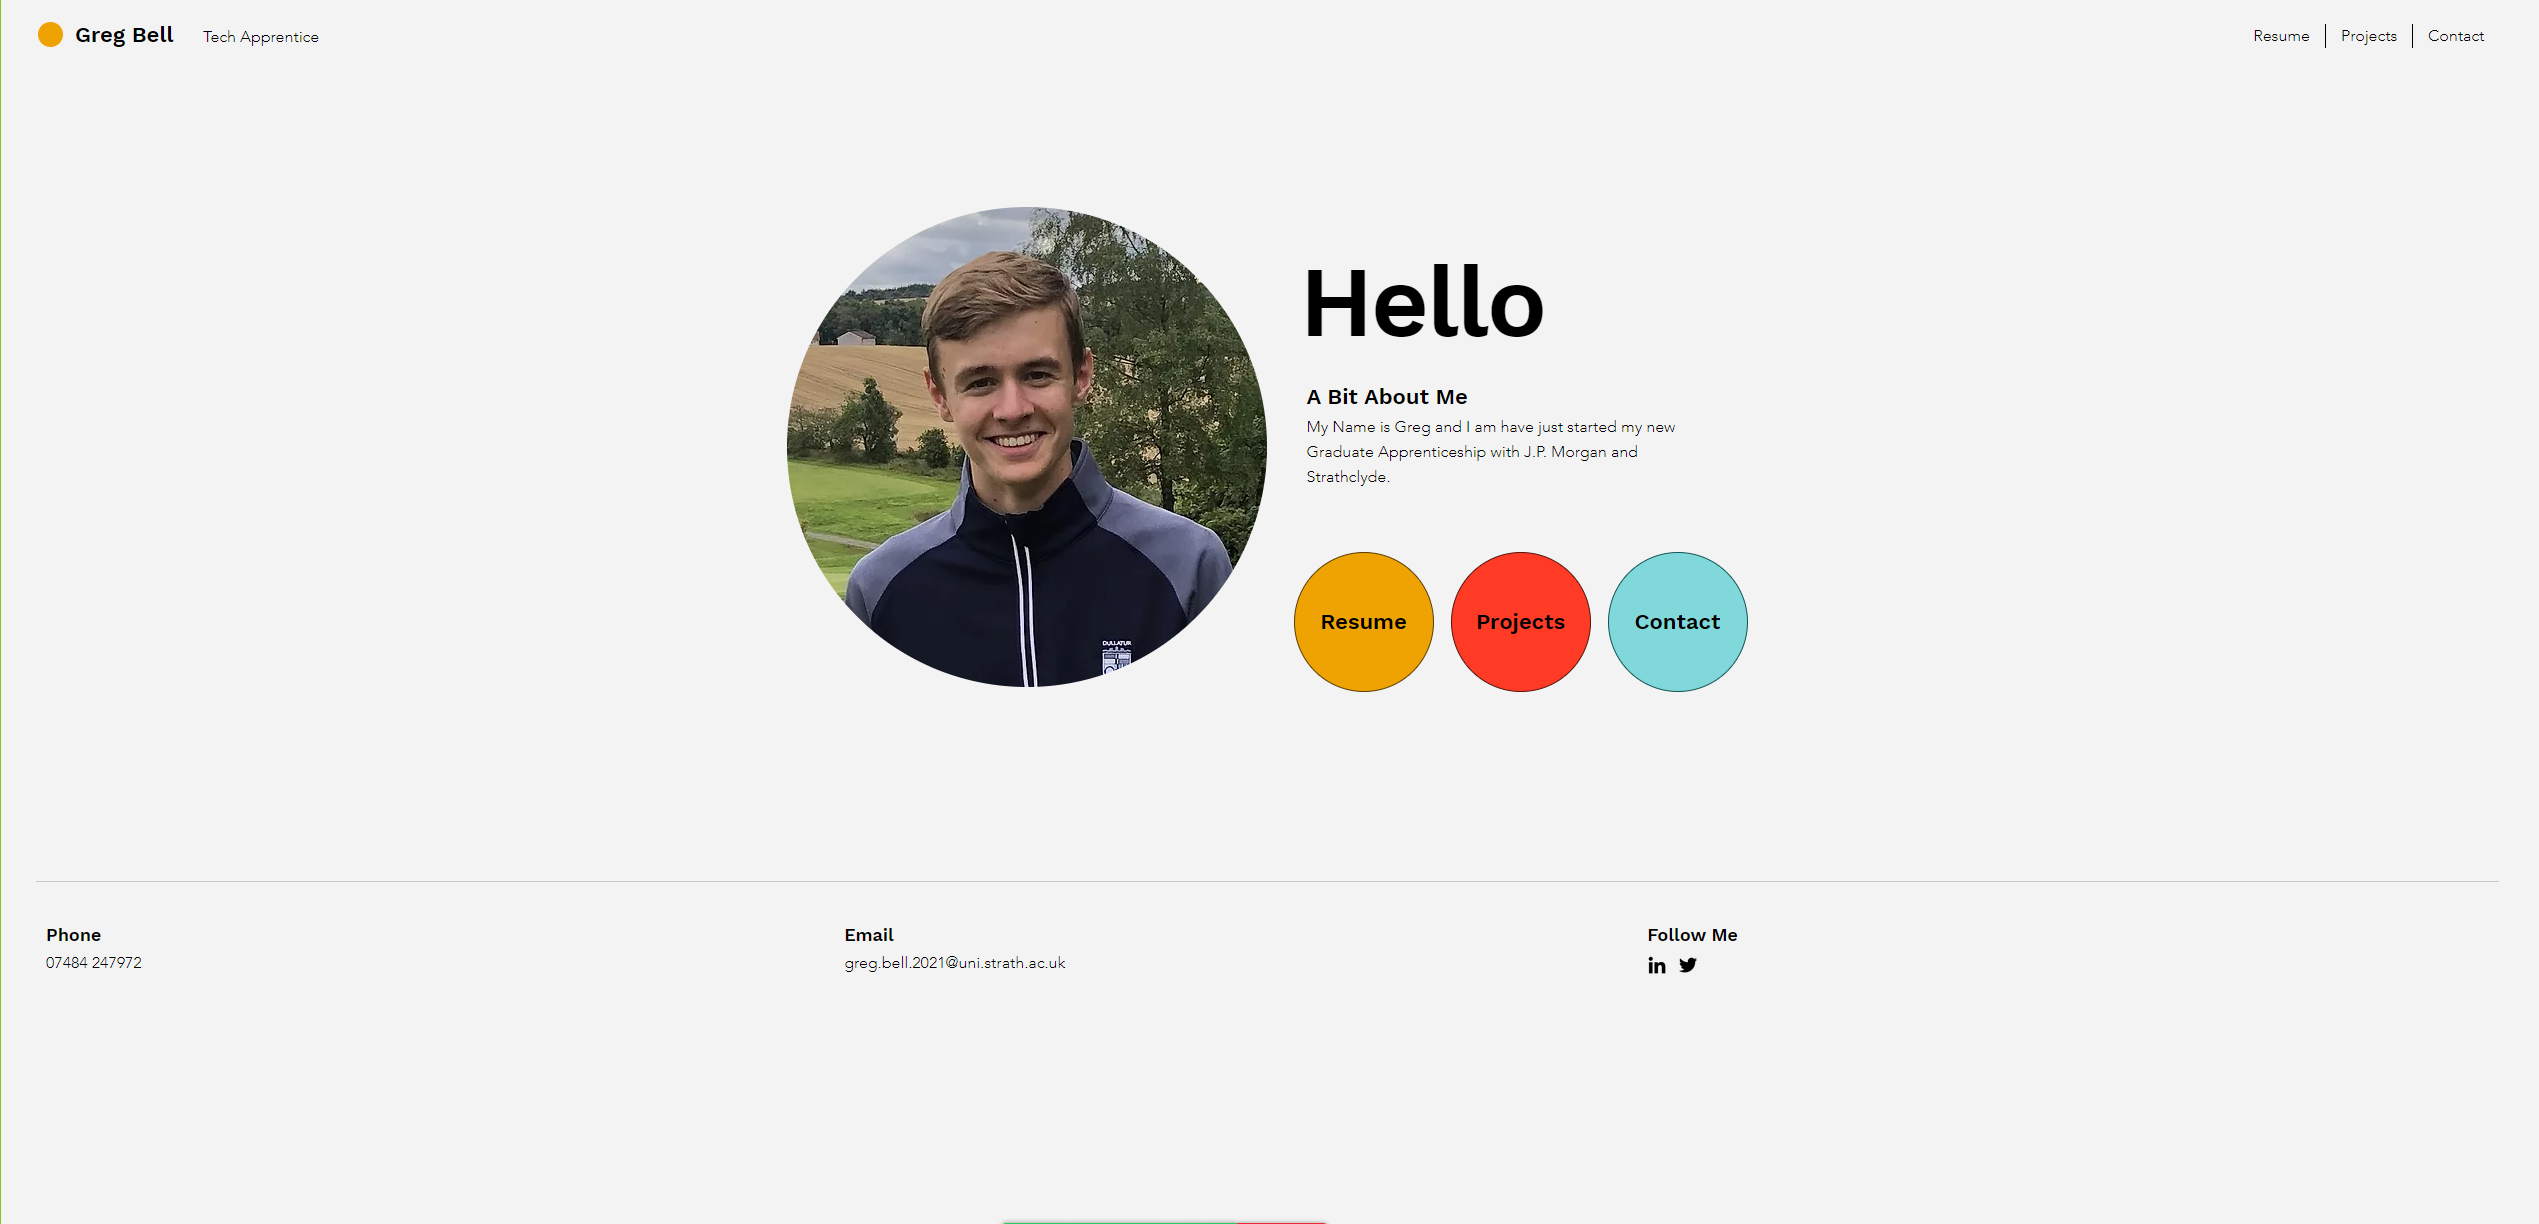 Greg Bell Tech Apprentice
Resume Projects Contact
Hello
A Bit About Me
My Name is Greg and I am have just started my new
Graduate Apprenticeship with J.P. Morgan and
Strathclyde.
Resume Projects Contact
DULLATUR
Phone
07484 247972
Email
greg.bell.2021@uni.strath.ac.uk
Follow Me
in